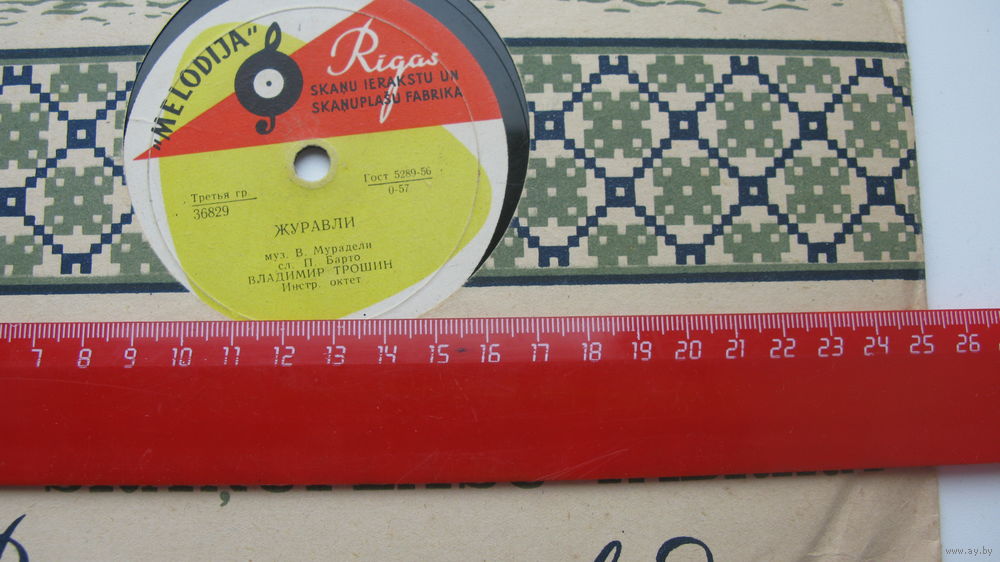 "MELODIJA"
Rīgas
SKAŅU IERAKSTU UN
SKAŅUPLAŠU FABRIKA
Третья гр.
36829
Гост 5289-56
0-57
ЖУРАВЛИ
муз. В. Мурадели
сл. П. Барто
ВЛАДИМИР ТРОШИН
Инстр. октет
7 8 9 10 11 12 13 14 15 16 17 18 19 20 21 22 23 24 25 26
www.ay.by